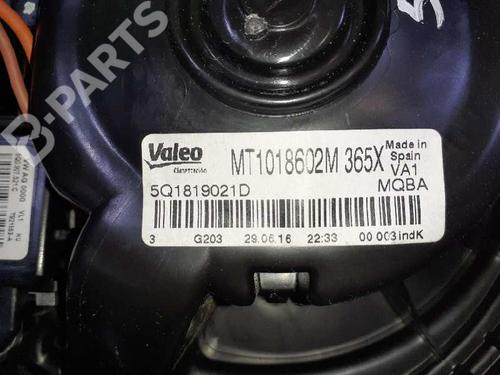 B-PARTS
Valeo
Climatización
MT1018602M 365X
Made in
Spain
VA1
MQBA
5Q1819021D
3 G203 29.06.16 22:33 00 003indK